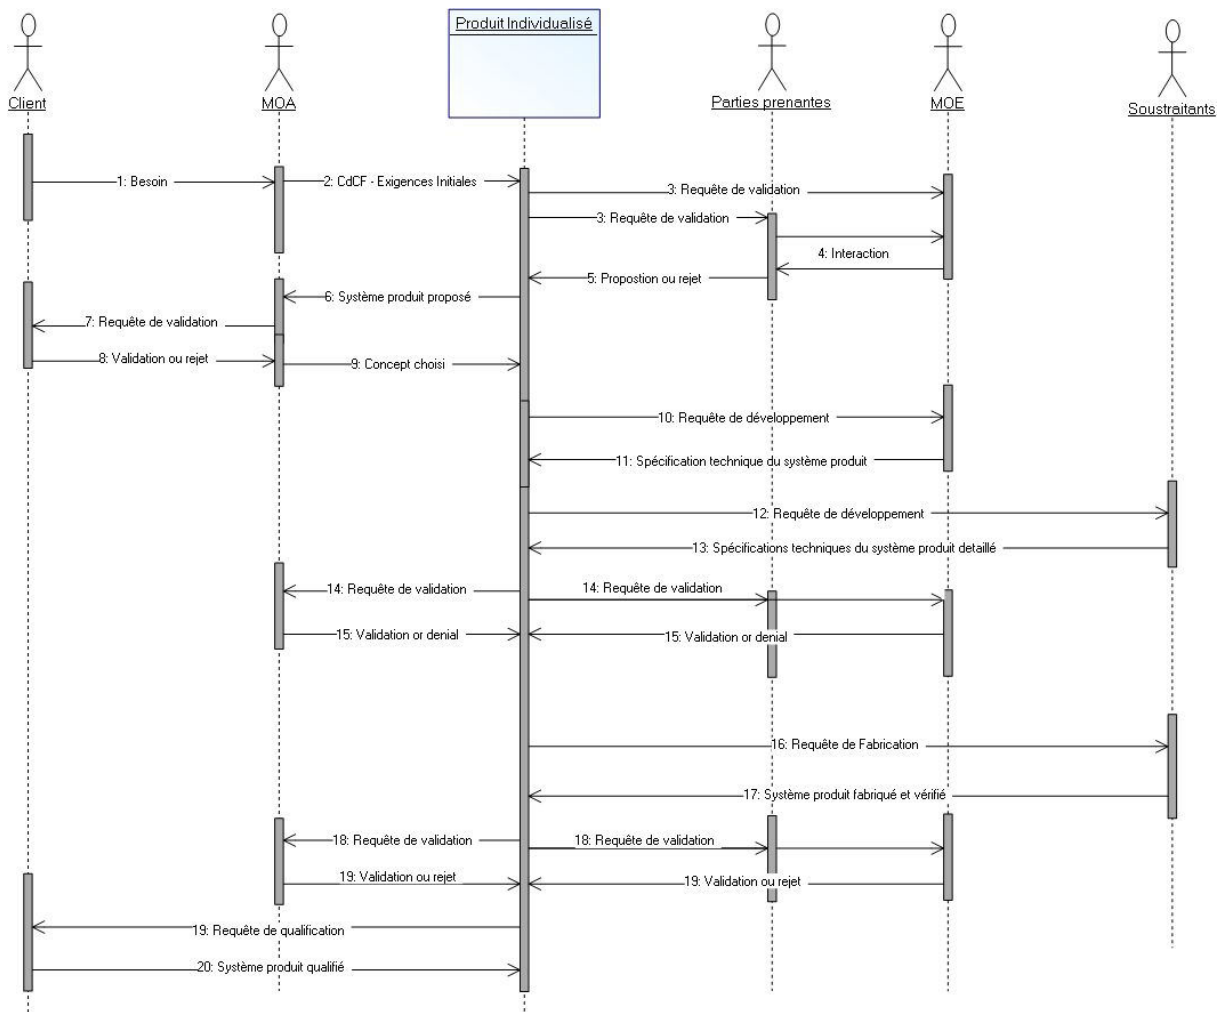 Produit Individualisé
Client
MOA
Parties prenantes
MOE
Soustraitants
1: Besoin
2: CdCF - Exigences Initiales
3: Requête de validation
3: Requête de validation
4: Interaction
5: Propostion ou rejet
6: Système produit proposé
7: Requête de validation
8: Validation ou rejet
9: Concept choisi
10: Requête de développement
11: Spécification technique du système produit
12: Requête de développement
13: Spécifications techniques du système produit detaillé
14: Requête de validation
14: Requête de validation
15: Validation or denial
15: Validation or denial
16: Requête de Fabrication
17: Système produit fabriqué et vérifié
18: Requête de validation
18: Requête de validation
19: Validation ou rejet
19: Validation ou rejet
19: Requête de qualification
20: Système produit qualifié